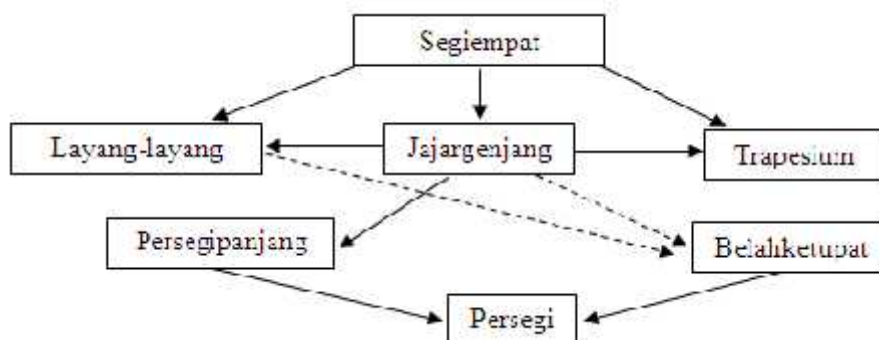 Segiempat
Layang-layang
Jajargenjang
Trapesium
Persegipanjang
Belahketupat
Persegi